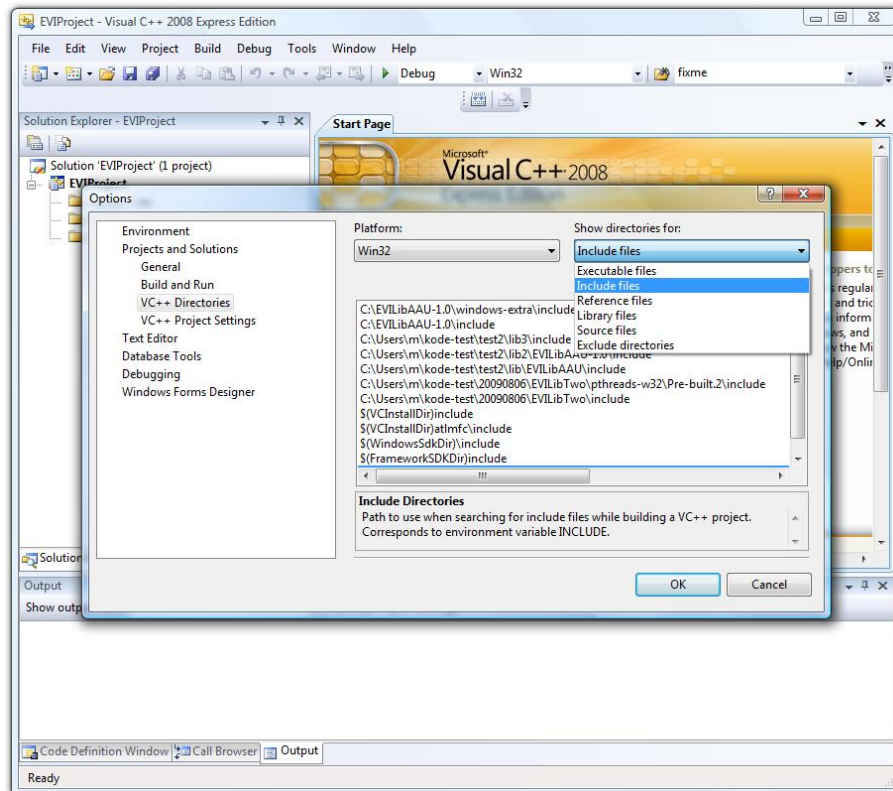 EVIProject - Visual C++ 2008 Express Edition
File Edit View Project Build Debug Tools Window Help
Debug Win32 fixme
Solution Explorer - EVIProject
Start Page
Solution 'EVIProject' (1 project)
EVIProject
Microsoft
Visual C++ 2008
Options
Environment
Projects and Solutions
General
Build and Run
VC++ Directories
VC++ Project Settings
Text Editor
Database Tools
Debugging
Windows Forms Designer
Platform:
Win32
Show directories for:
Include files
Executable files
Include files
Reference files
Library files
Source files
Exclude directories
C:\EVILibAAU-1.0\windows-extra\include
C:\EVILibAAU-1.0\include
C:\Users\m\kode-test\test2\lib3\include
C:\Users\m\kode-test\test2\lib2\EVILibAAU-1.0\include
C:\Users\m\kode-test\test2\lib\EVILibAAU\include
C:\Users\m\kode-test\20090806\EVILibTwo\pthreads-w32\Pre-built.2\include
C:\Users\m\kode-test\20090806\EVILibTwo\include
$(VCInstallDir)include
$(VCInstallDir)atlmfc\include
$(WindowsSdkDir)\include
$(FrameworkSDKDir)include
Include Directories
Path to use when searching for include files while building a VC++ project.
Corresponds to environment variable INCLUDE.
OK Cancel
Solution
Output
Show outp
Code Definition Window Call Browser Output
Ready